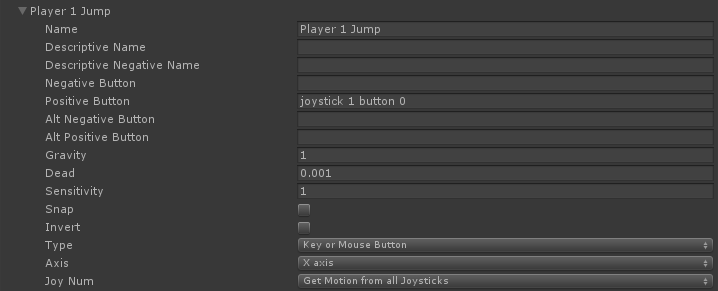 Player 1 Jump
Name Player 1 Jump
Descriptive Name
Descriptive Negative Name
Negative Button
Positive Button joystick 1 button 0
Alt Negative Button
Alt Positive Button
Gravity 1
Dead 0.001
Sensitivity 1
Snap
Invert
Type Key or Mouse Button
Axis X axis
Joy Num Get Motion from all Joysticks